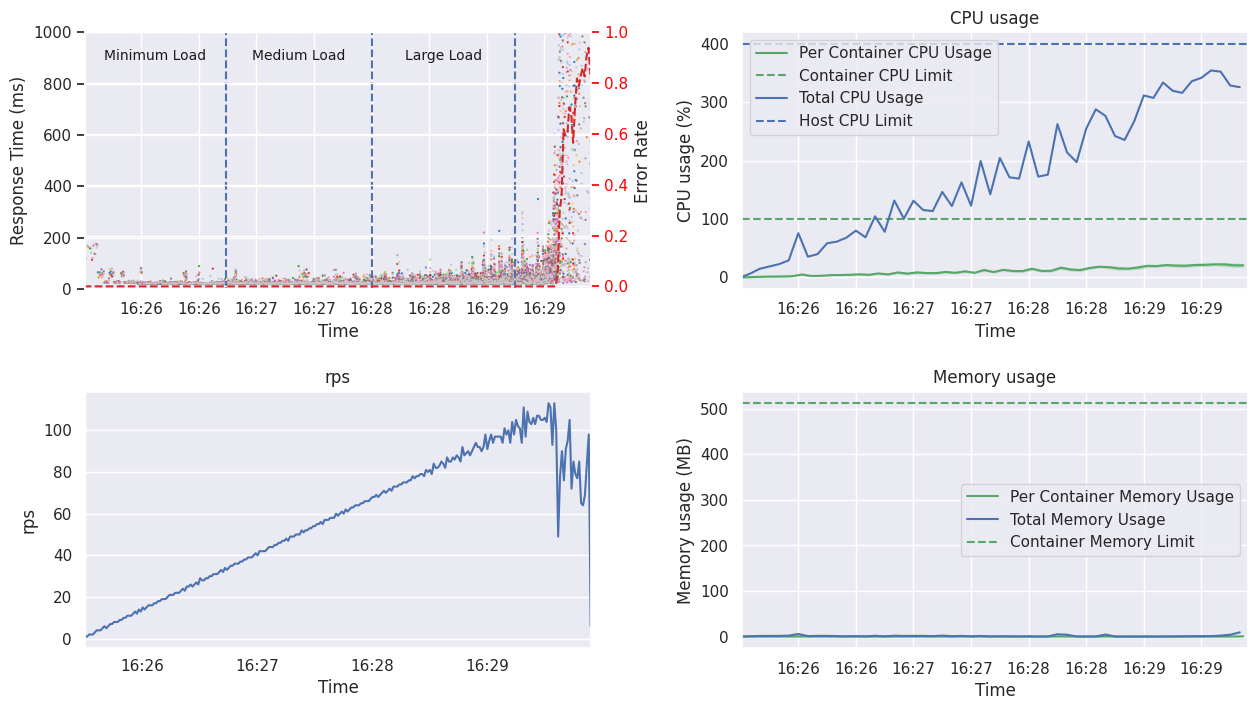 1000
800
600
400
200
0
Response Time (ms)
Minimum Load
Medium Load
Large Load
1.0
0.8
0.6
0.4
0.2
0.0
Error Rate
16:26 16:26 16:27 16:27 16:28 16:28 16:29 16:29
Time
CPU usage
400
300
200
100
0
CPU usage (%)
Per Container CPU Usage
Container CPU Limit
Total CPU Usage
Host CPU Limit
16:26 16:26 16:27 16:27 16:28 16:28 16:29 16:29
Time
rps
100
80
60
40
20
0
rps
16:26 16:27 16:28 16:29
Time
Memory usage
500
400
300
200
100
0
Memory usage (MB)
Per Container Memory Usage
Total Memory Usage
Container Memory Limit
16:26 16:26 16:27 16:27 16:28 16:28 16:29 16:29
Time